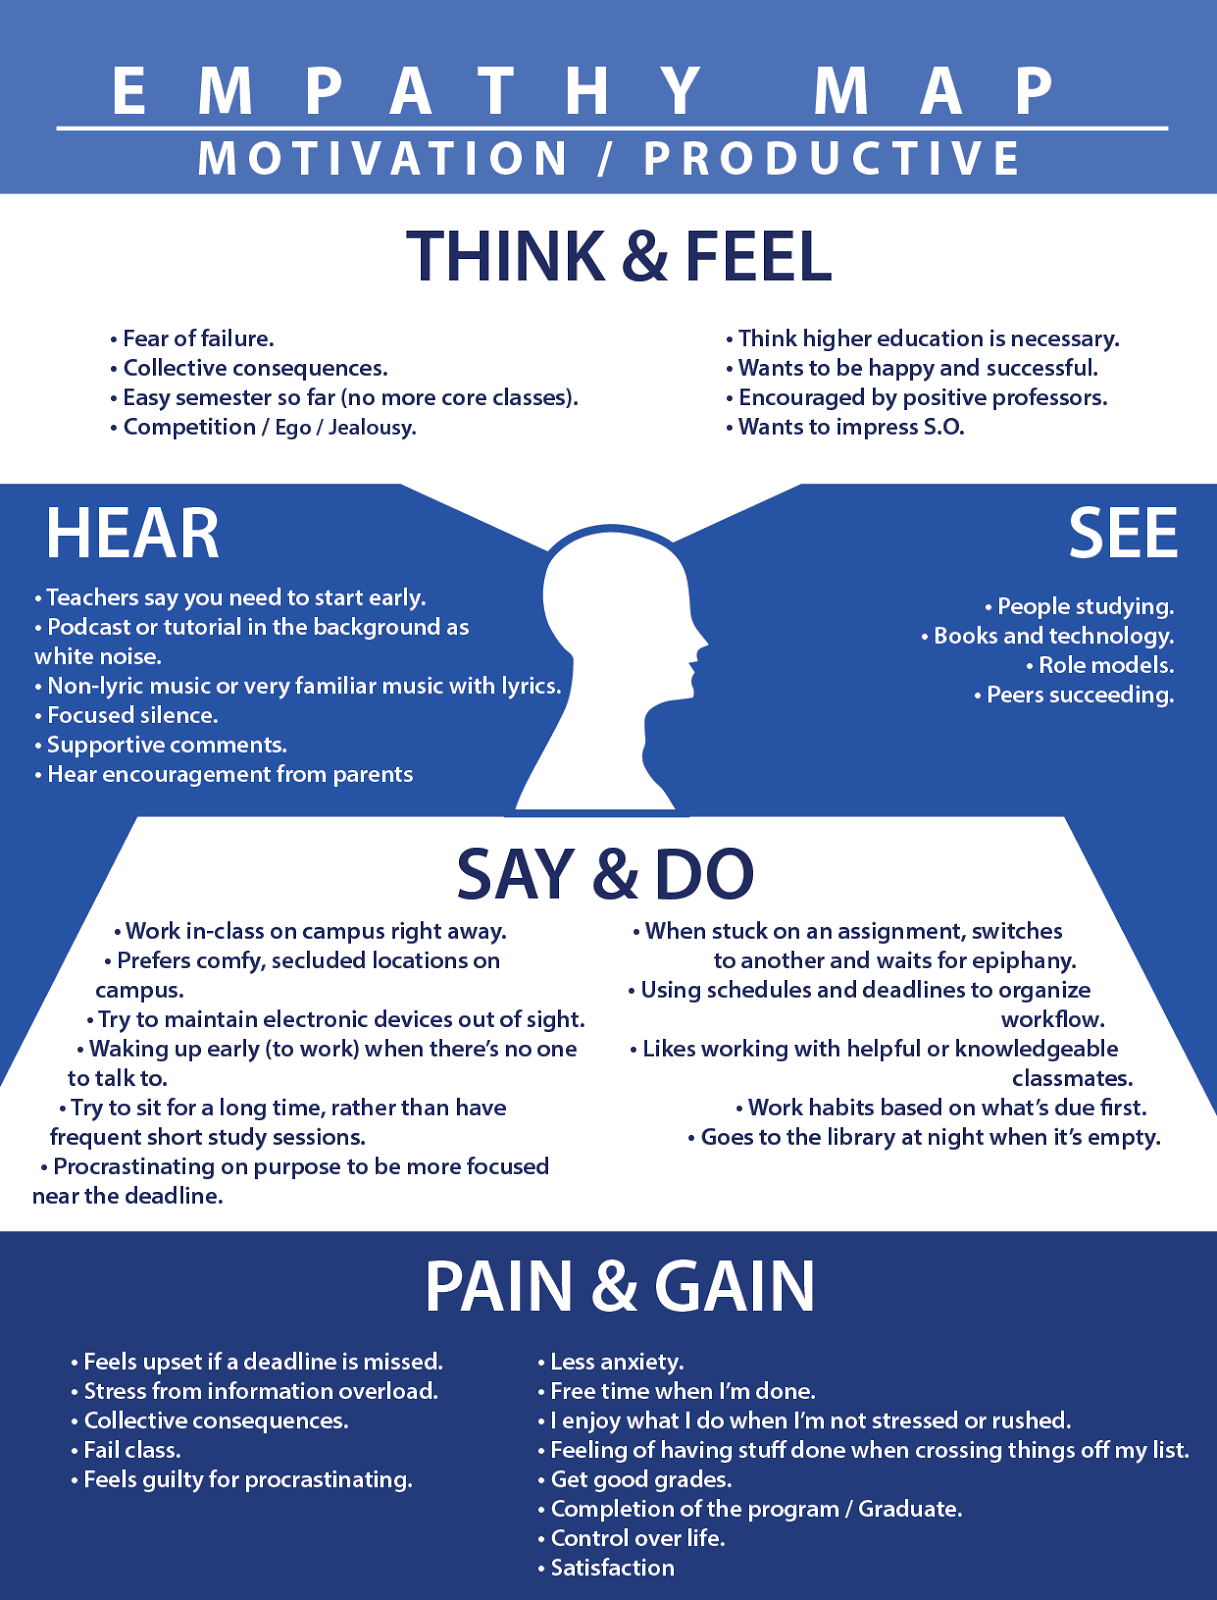 EMPATHY MAP
MOTIVATION / PRODUCTIVE
THINK & FEEL
• Fear of failure.
• Collective consequences.
• Easy semester so far (no more core classes).
• Competition / Ego / Jealousy.
• Think higher education is necessary.
• Wants to be happy and successful.
• Encouraged by positive professors.
• Wants to impress S.O.
HEAR
• Teachers say you need to start early.
• Podcast or tutorial in the background as
white noise.
• Non-lyric music or very familiar music with lyrics.
• Focused silence.
• Supportive comments.
• Hear encouragement from parents
SEE
• People studying.
• Books and technology.
• Role models.
• Peers succeeding.
SAY & DO
• Work in-class on campus right away.
• Prefers comfy, secluded locations on
campus.
• Try to maintain electronic devices out of sight.
• Waking up early (to work) when there's no one
to talk to.
• Try to sit for a long time, rather than have
frequent short study sessions.
• Procrastinating on purpose to be more focused
near the deadline.
• When stuck on an assignment, switches
to another and waits for epiphany.
• Using schedules and deadlines to organize
workflow.
• Likes working with helpful or knowledgeable
classmates.
• Work habits based on what's due first.
• Goes to the library at night when it's empty.
PAIN & GAIN
• Feels upset if a deadline is missed.
• Stress from information overload.
• Collective consequences.
• Fail class.
• Feels guilty for procrastinating.
• Less anxiety.
• Free time when I'm done.
• I enjoy what I do when I'm not stressed or rushed.
• Feeling of having stuff done when crossing things off my list.
• Get good grades.
• Completion of the program / Graduate.
• Control over life.
• Satisfaction